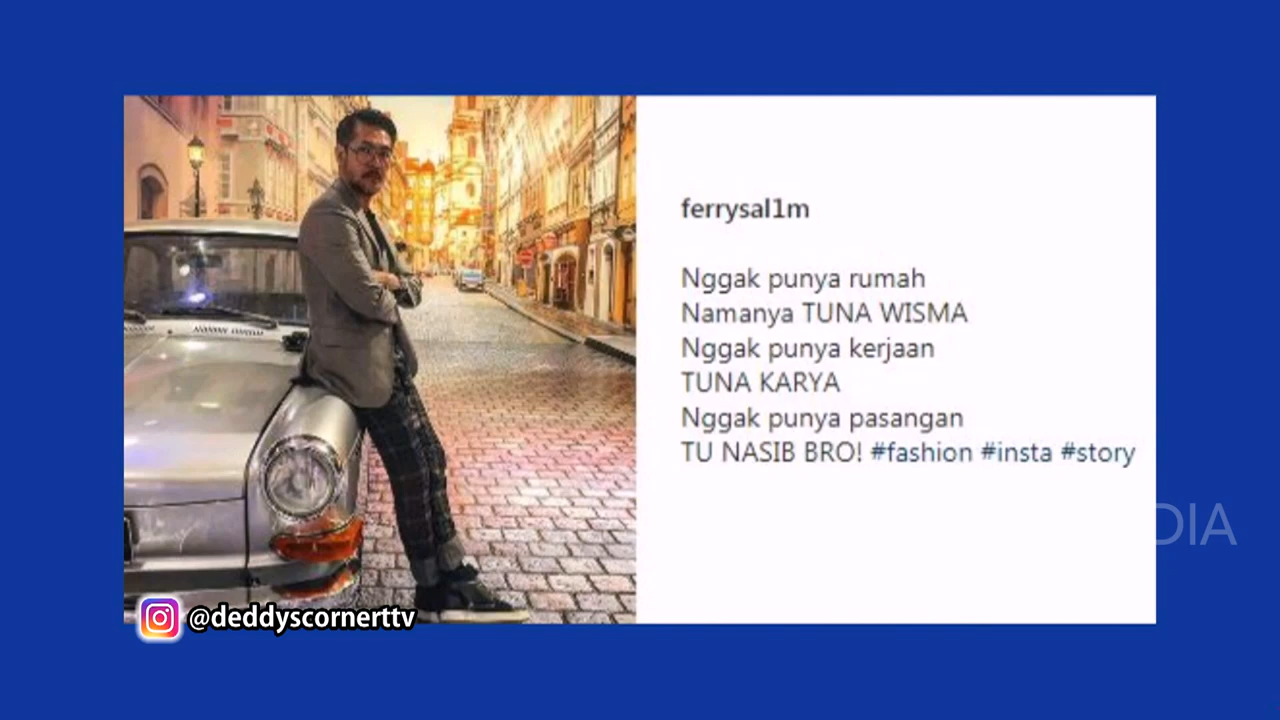 ferrysal1m
Nggak punya rumah
Namanya TUNA WISMA
Nggak punya kerjaan
TUNA KARYA
Nggak punya pasangan
TU NASIB BRO! #fashion #insta #story
DIA
@deddyscornerttv